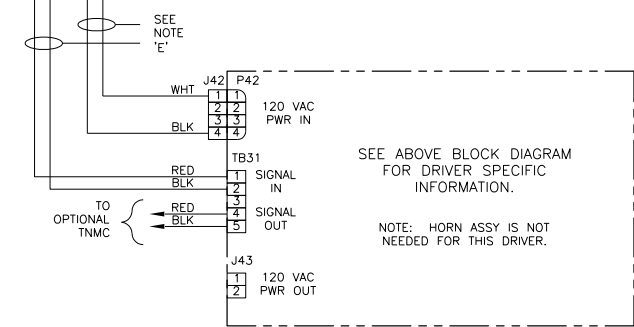 SEE
NOTE
'E'
J42 P42
WHT 1 1
2 2 120 VAC
3 3 PWR IN
BLK 4 4
TB31
RED 1 SIGNAL
BLK 2 IN
3
RED 4 SIGNAL
BLK 5 OUT
TO
OPTIONAL
TNMC
J43
1 120 VAC
2 PWR OUT
SEE ABOVE BLOCK DIAGRAM
FOR DRIVER SPECIFIC
INFORMATION.
NOTE: HORN ASSY IS NOT
NEEDED FOR THIS DRIVER.